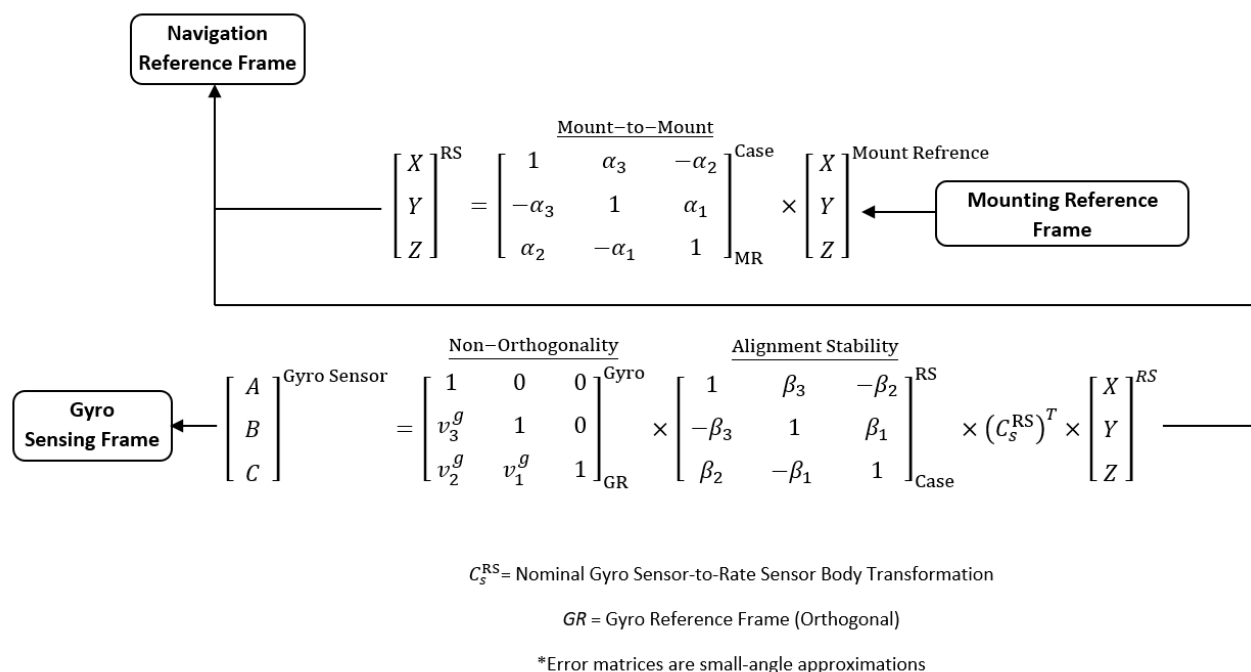 Navigation
Reference Frame
Mount−to−Mount
[X Y Z]^RS = [1 α₃ −α₂; −α₃ 1 α₁; α₂ −α₁ 1]^Case_MR × [X Y Z]^Mount Refrence
Mounting Reference
Frame
Non−Orthogonality
Alignment Stability
Gyro
Sensing Frame
[A B C]^Gyro Sensor = [1 0 0; v₃^g 1 0; v₂^g v₁^g 1]^Gyro_GR × [1 β₃ −β₂; −β₃ 1 β₁; β₂ −β₁ 1]^RS_Case × (C_s^RS)^T × [X Y Z]^RS
C_s^RS= Nominal Gyro Sensor-to-Rate Sensor Body Transformation
GR = Gyro Reference Frame (Orthogonal)
*Error matrices are small-angle approximations